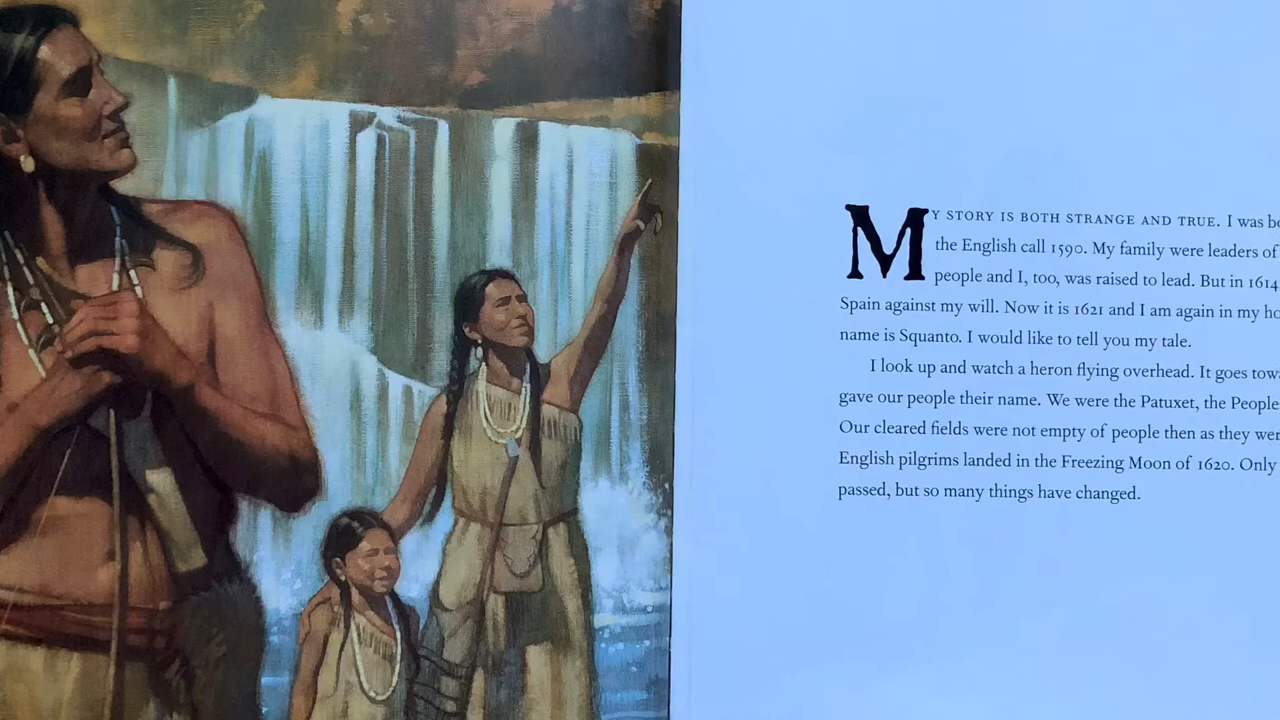 MY STORY IS BOTH STRANGE AND TRUE. I was
the English call 1590. My family were leaders of
people and I, too, was raised to lead. But in 1614
Spain against my will. Now it is 1621 and I am again in my
name is Squanto. I would like to tell you my tale.
I look up and watch a heron flying overhead. It goes
gave our people their name. We were the Patuxet, the People
Our cleared fields were not empty of people then as they
English pilgrims landed in the Freezing Moon of 1620. Only
passed, but so many things have changed.